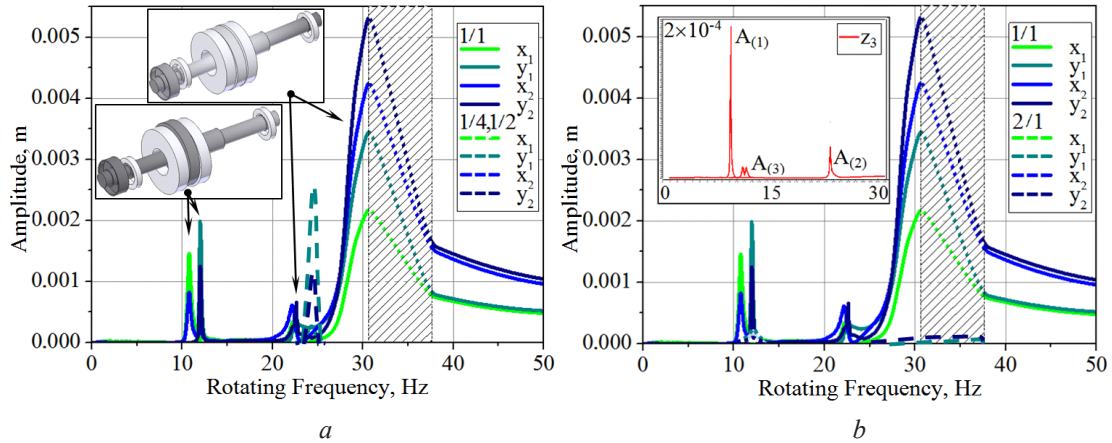 0.005
0.004
0.003
0.002
0.001
0.000
Amplitude, m
0 10 20 30 40 50
Rotating Frequency, Hz
1/1
x1
y1
x2
y2
1/4,1/2
x1
y1
x2
y2
a
0.005
0.004
0.003
0.002
0.001
0.000
Amplitude, m
0 10 20 30 40 50
Rotating Frequency, Hz
2×10-4
A(1)
A(3)
A(2)
z3
0 15 30
1/1
x1
y1
x2
y2
2/1
x1
y1
x2
y2
b